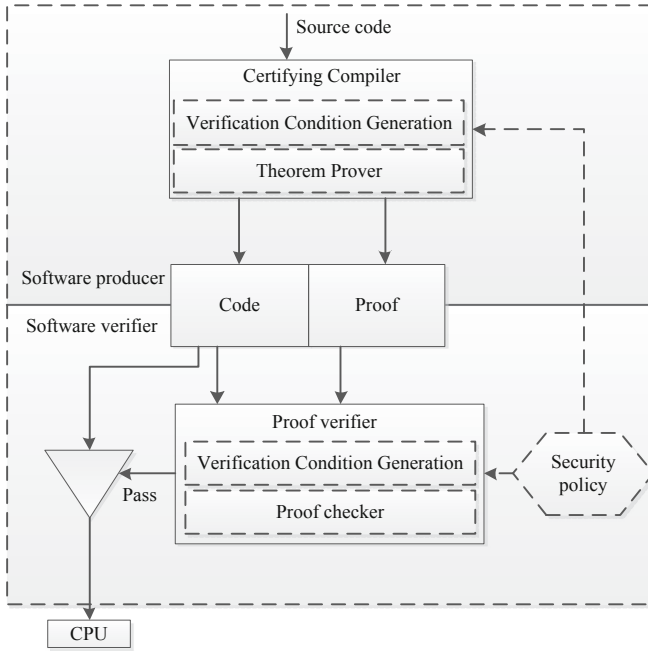 Source code
Certifying Compiler
Verification Condition Generation
Theorem Prover
Software producer
Code
Proof
Software verifier
Proof verifier
Verification Condition Generation
Security
policy
Pass
Proof checker
CPU